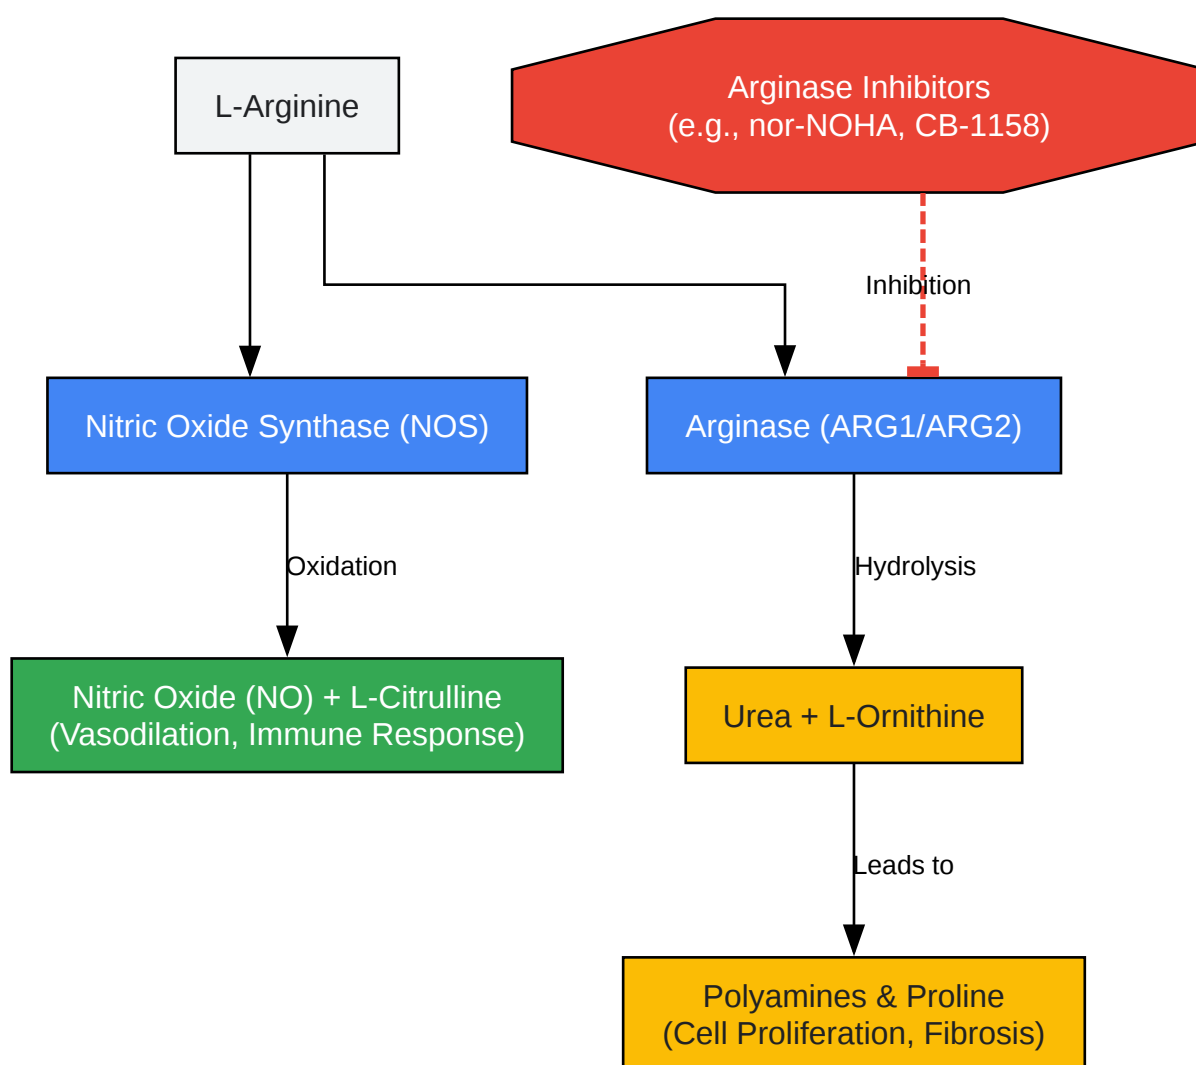 L-Arginine
Arginase Inhibitors
(e.g., nor-NOHA, CB-1158)
Inhibition
Nitric Oxide Synthase (NOS)
Arginase (ARG1/ARG2)
Oxidation
Hydrolysis
Nitric Oxide (NO) + L-Citrulline
(Vasodilation, Immune Response)
Urea + L-Ornithine
Leads to
Polyamines & Proline
(Cell Proliferation, Fibrosis)